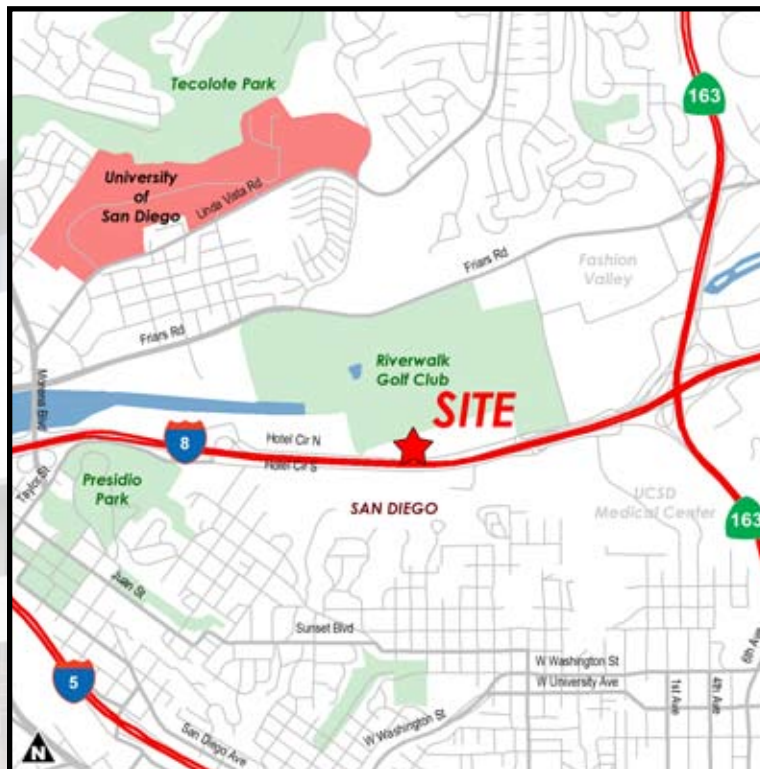 Tecolote Park
163
University
of
San Diego
Linda Vista Rd
Friars Rd
Fashion
Valley
Friars Rd
Riverwalk
Golf Club
Morena Blvd
SITE
8
Hotel Cir N
Hotel Cir S
Taylor St
Presidio
Park
SAN DIEGO
UCSD
Medical Center
163
Juan St
Sunset Blvd
W Washington St
W University Ave
6th Ave
1st Ave
4th Ave
5
San Diego Ave
W Washington St
N